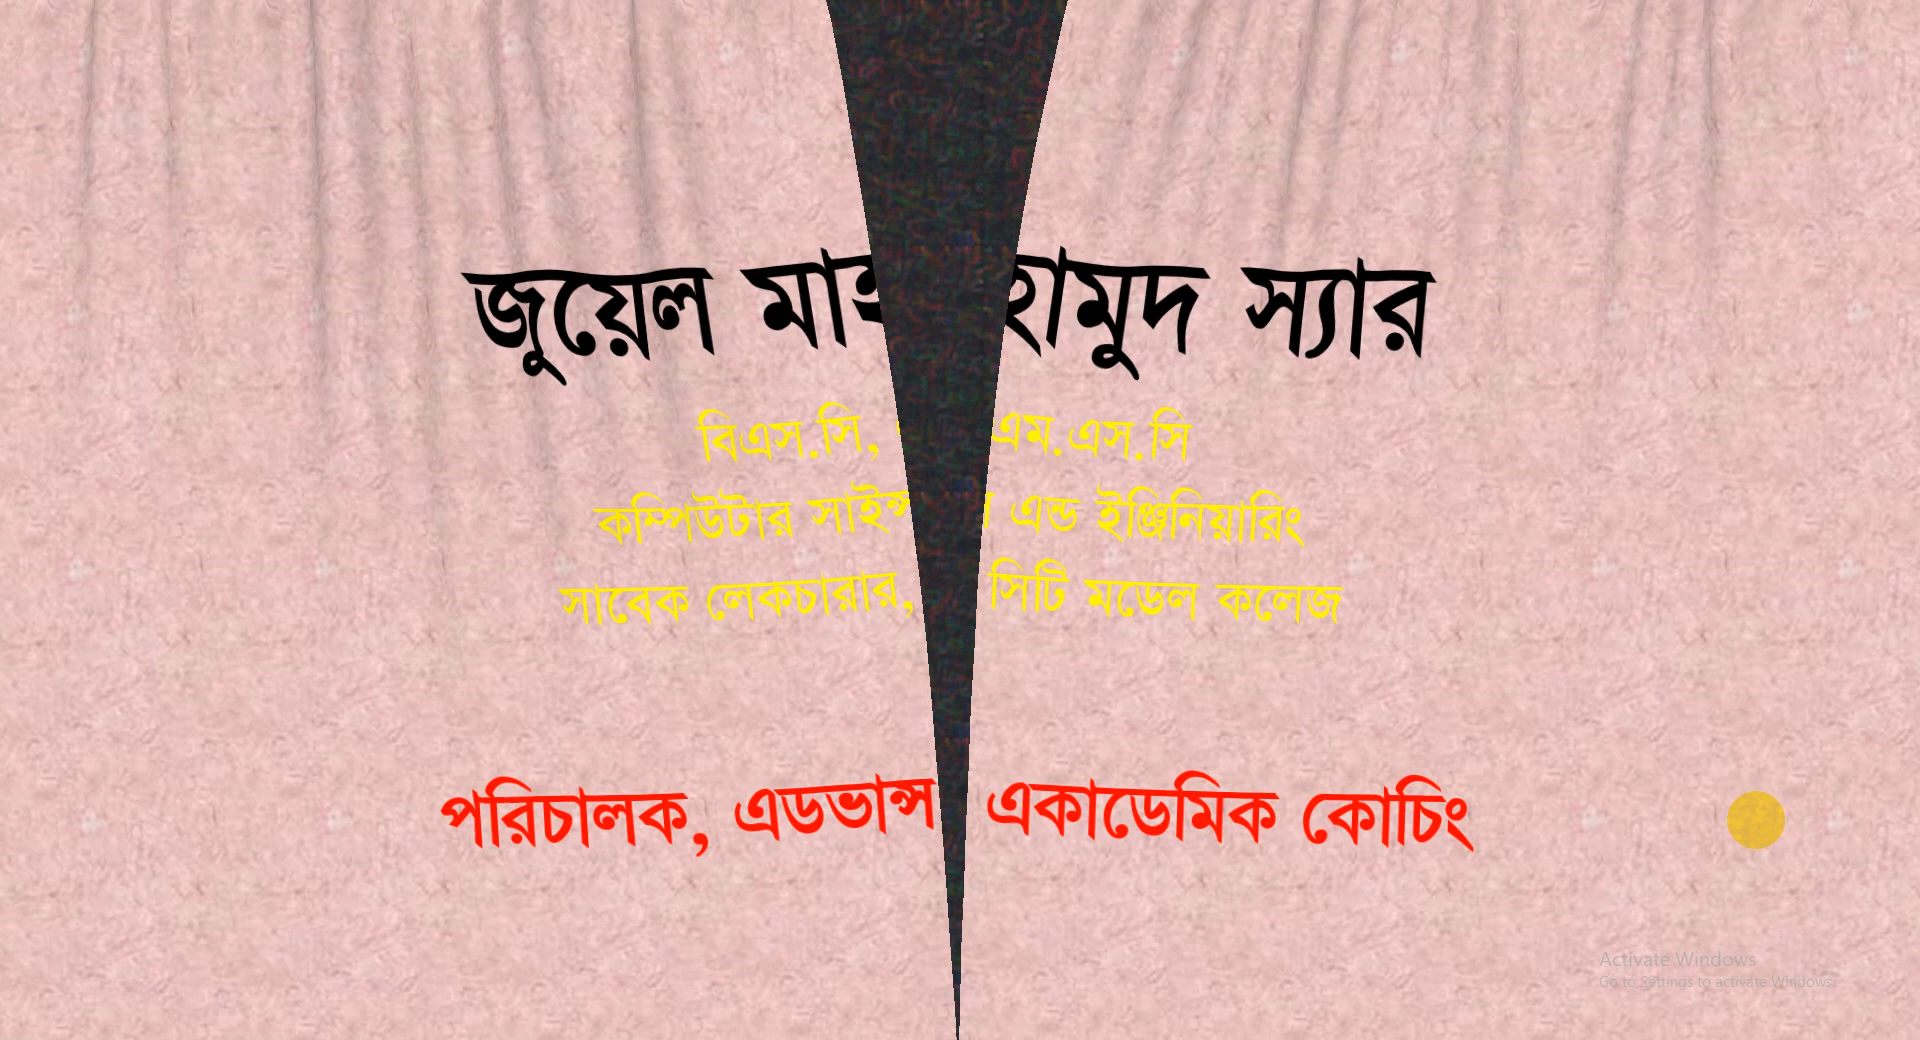 জুয়েল মাহমুদ স্যার
বিএস.সি, এম.এস.সি
কম্পিউটার সাইন্স এন্ড ইঞ্জিনিয়ারিং
সাবেক লেকচারার, সিটি মডেল কলেজ
পরিচালক, এডভান্স একাডেমিক কোচিং
Activate Windows
Go to Settings to activate Windows.